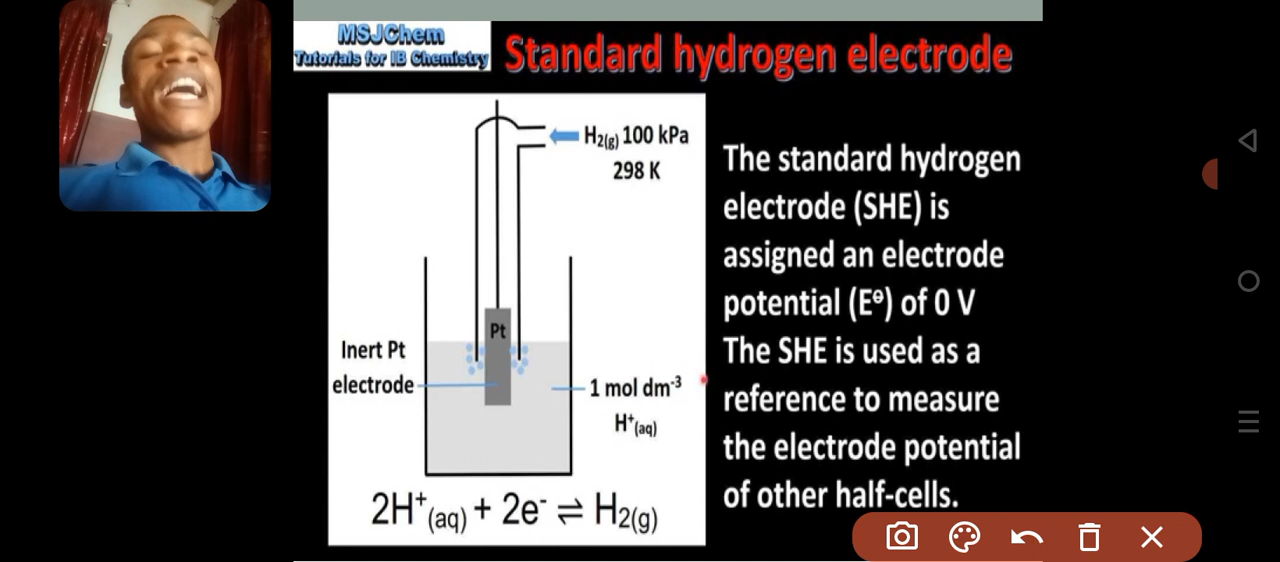 MSJChem
Tutorials for IB Chemistry
Standard hydrogen electrode
H₂(g) 100 kPa
298 K
Pt
Inert Pt
electrode
1 mol dm⁻³
H⁺(aq)
2H⁺(aq) + 2e⁻ ⇌ H₂(g)
The standard hydrogen
electrode (SHE) is
assigned an electrode
potential (E⁰) of 0 V
The SHE is used as a
reference to measure
the electrode potential
of other half-cells.